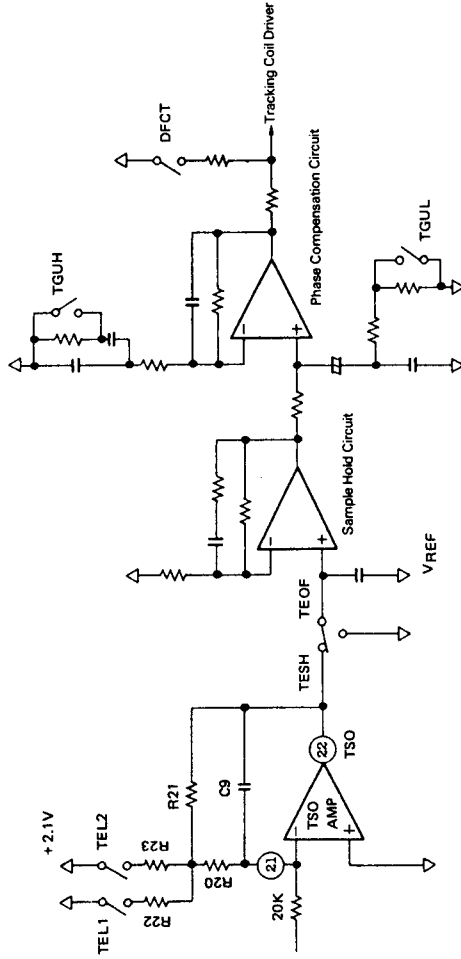 + 2.1V
TEL1
TEL2
R22
R23
R21
R20
C9
21
20K
TSO
AMP
22
TSO
TESH
TEOF
VREF
Sample Hold Circuit
TGUH
Phase Compensation Circuit
TGUL
DFCT
Tracking Coil Driver